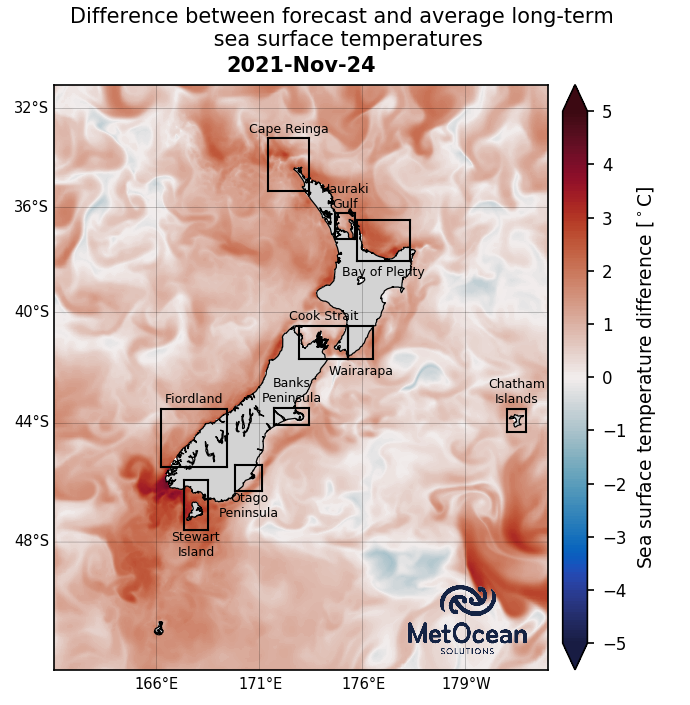 Difference between forecast and average long-term
sea surface temperatures
2021-Nov-24
32°S
36°S
40°S
44°S
48°S
Cape Reinga
Hauraki
Gulf
Bay of Plenty
Cook Strait
Wairarapa
Banks
Peninsula
Fiordland
Chatham
Islands
Otago
Peninsula
Stewart
Island
MetOcean
SOLUTIONS
166°E
171°E
176°E
179°W
5
4
3
2
1
0
−1
−2
−3
−4
−5
Sea surface temperature difference [°C]